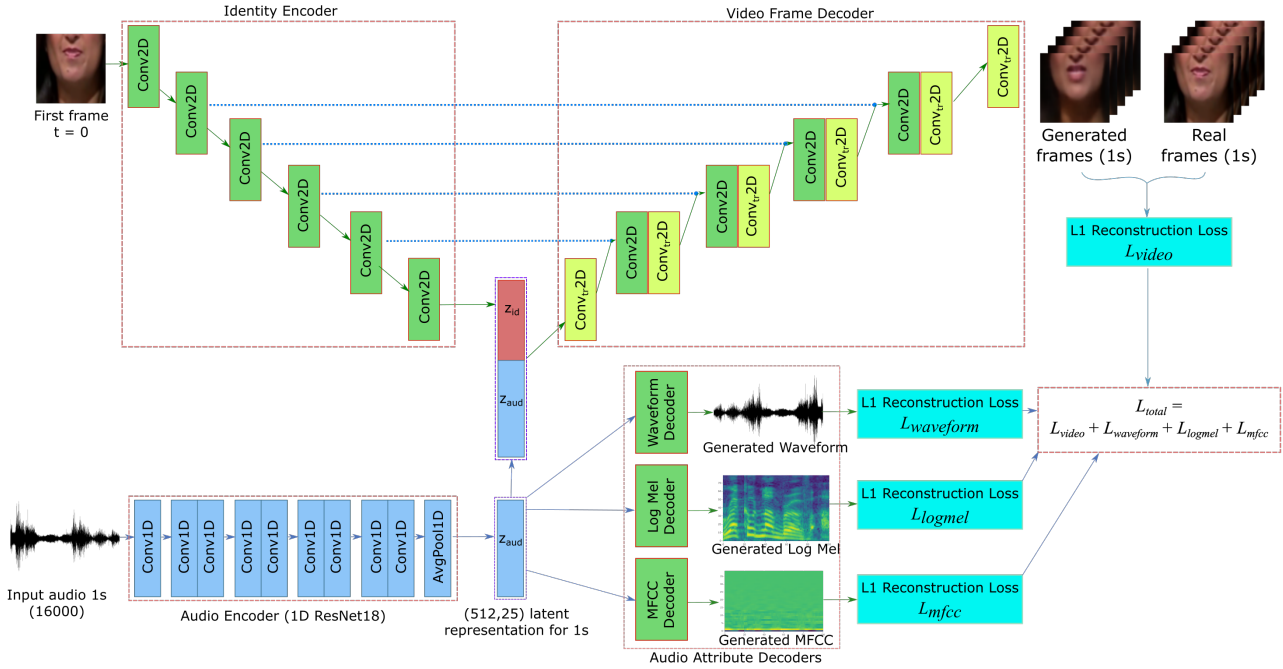 Identity Encoder
Video Frame Decoder
First frame
t = 0
Conv2D
Conv2D
Conv2D
Conv2D
Conv2D
Conv2D
Convtr2D
Conv2D
Convtr2D
Conv2D
Convtr2D
Conv2D
Convtr2D
Conv2D
Convtr2D
Convtr2D
Generated
frames (1s)
Real
frames (1s)
L1 Reconstruction Loss
Lvideo
zid
zaud
Input audio 1s
(16000)
Conv1D
Conv1D
Conv1D
Conv1D
Conv1D
Conv1D
Conv1D
Conv1D
Conv1D
AvgPool1D
Audio Encoder (1D ResNet18)
zaud
(512,25) latent
representation for 1s
Waveform
Decoder
Generated Waveform
L1 Reconstruction Loss
Lwaveform
Log Mel
Decoder
Generated Log Mel
L1 Reconstruction Loss
Llogmel
MFCC
Decoder
Generated MFCC
L1 Reconstruction Loss
Lmfcc
Audio Attribute Decoders
Ltotal =
Lvideo + Lwaveform + Llogmel + Lmfcc